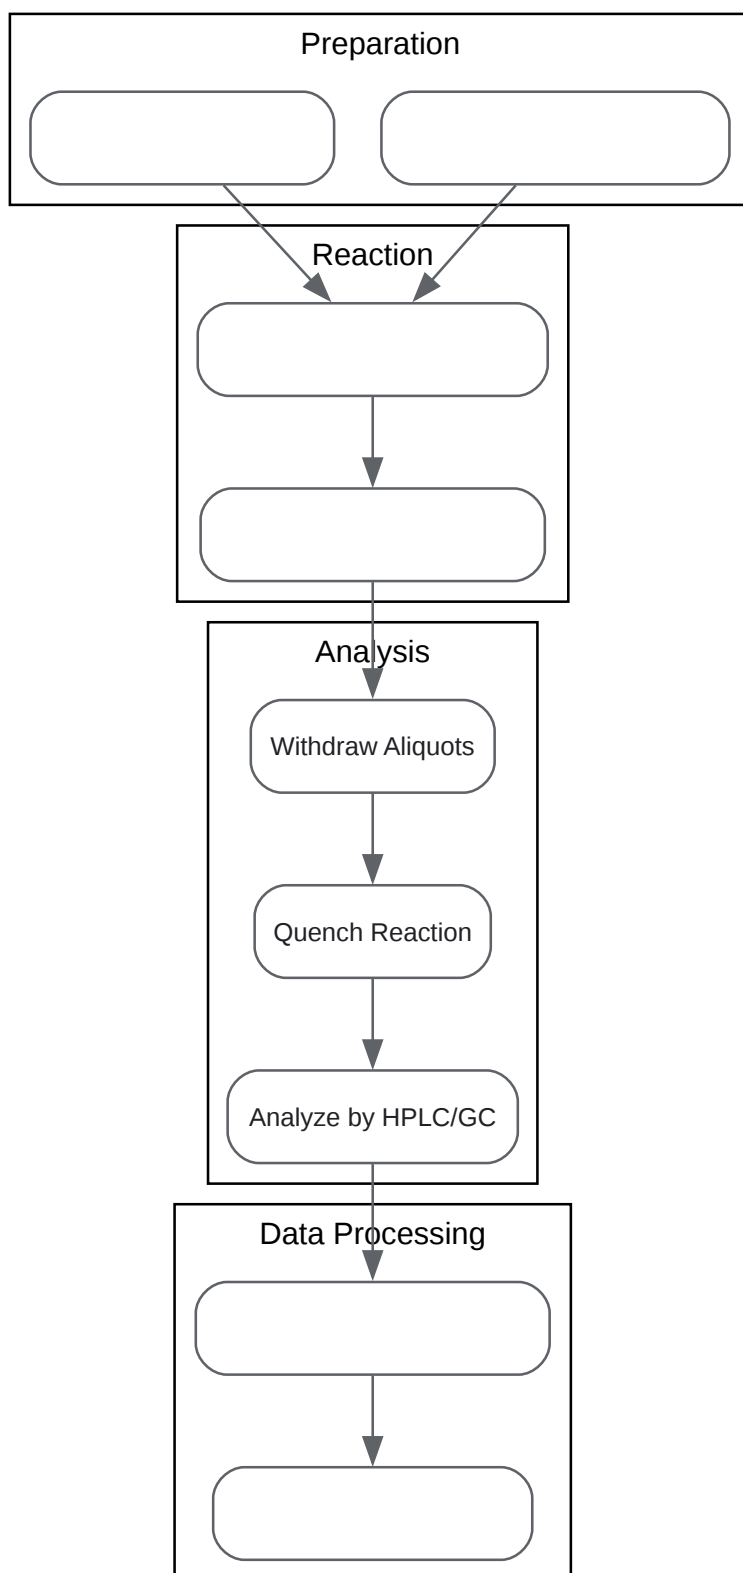 Preparation
Reaction
Analysis
Withdraw Aliquots
Quench Reaction
Analyze by HPLC/GC
Data Processing